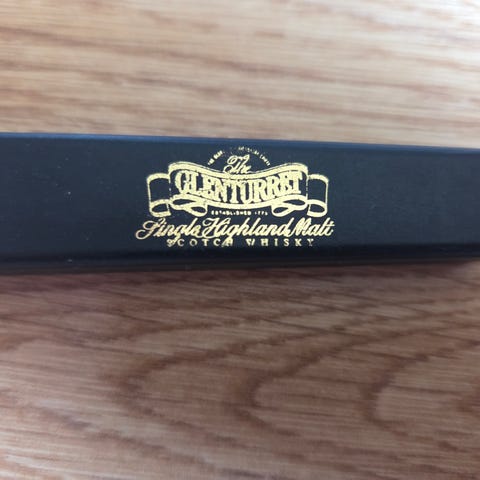 The
GLENTURRET
ESTABLISHED 1775
Single Highland Malt
SCOTCH WHISKY